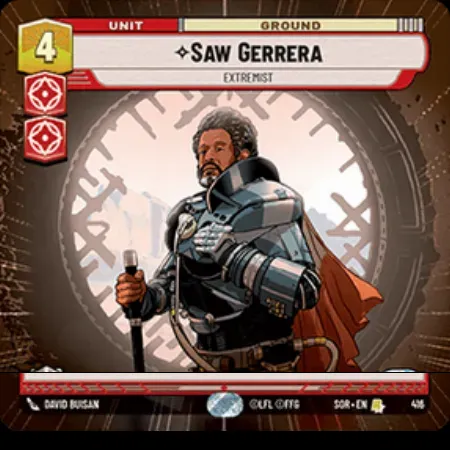 UNIT GROUND
4
SAW GERRERA
EXTREMIST
DAVID BUISAN ©LFL ©FFG SOR • EN 416